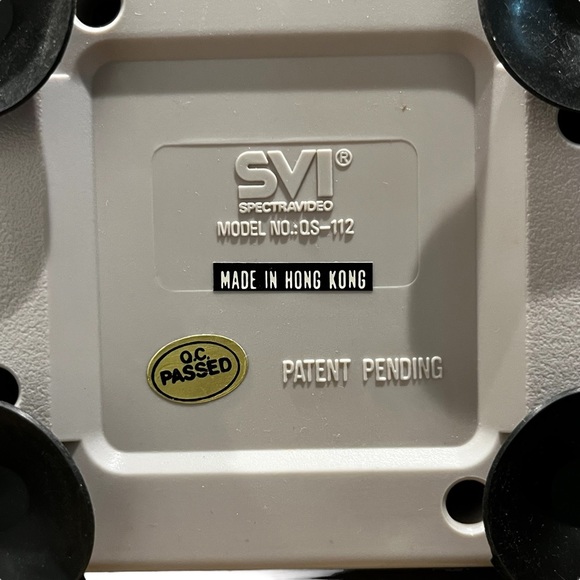 SVI®
SPECTRAVIDEO
MODEL NO.:QS-112
MADE IN HONG KONG
Q.C.
PASSED
PATENT PENDING